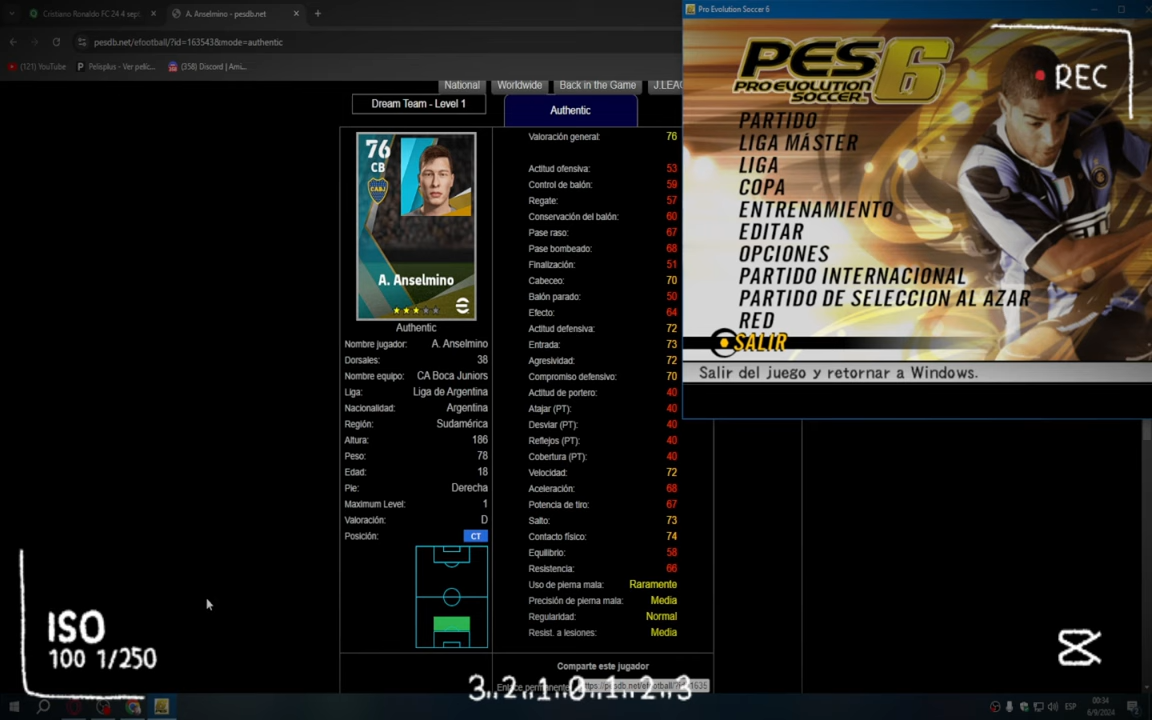 Cristiano Ronaldo FC 24 4 sept
A. Anselmino - pesdb.net
pesdb.net/efootball/?id=163543&mode=authentic
(121) YouTube
Pelisplus - Ver pelíc...
(358) Discord | Ami...
National
Worldwide
Back in the Game
J.LEA
Dream Team - Level 1
Authentic
76
CB
CABJ
A. Anselmino
Authentic
Nombre jugador: A. Anselmino
Dorsales: 38
Nombre equipo: CA Boca Juniors
Liga: Liga de Argentina
Nacionalidad: Argentina
Región: Sudamérica
Altura: 186
Peso: 78
Edad: 18
Pie: Derecha
Maximum Level: 1
Valoración: D
Posición: CT
Valoración general: 76
Actitud ofensiva: 53
Control de balón: 59
Regate: 57
Conservación del balón: 60
Pase raso: 67
Pase bombeado: 68
Finalización: 51
Cabeceo: 70
Balón parado: 50
Efecto: 64
Actitud defensiva: 72
Entrada: 73
Agresividad: 72
Compromiso defensivo: 70
Actitud de portero: 40
Atajar (PT): 40
Desviar (PT): 40
Reflejos (PT): 40
Cobertura (PT): 40
Velocidad: 72
Aceleración: 68
Potencia de tiro: 67
Salto: 73
Contacto físico: 74
Equilibrio: 58
Resistencia: 66
Uso de pierna mala: Raramente
Precisión de pierna mala: Media
Regularidad: Normal
Resist. a lesiones: Media
Comparte este jugador
Enlace permanente
Pro Evolution Soccer 6
PES 6
PRO EVOLUTION
SOCCER
REC
PARTIDO
LIGA MÁSTER
LIGA
COPA
ENTRENAMIENTO
EDITAR
OPCIONES
PARTIDO INTERNACIONAL
PARTIDO DE SELECCION AL AZAR
RED
SALIR
Salir del juego y retornar a Windows.
ISO
100 1/250
3..2..1..0..1..2..3
ESP
00:34
6/9/2024